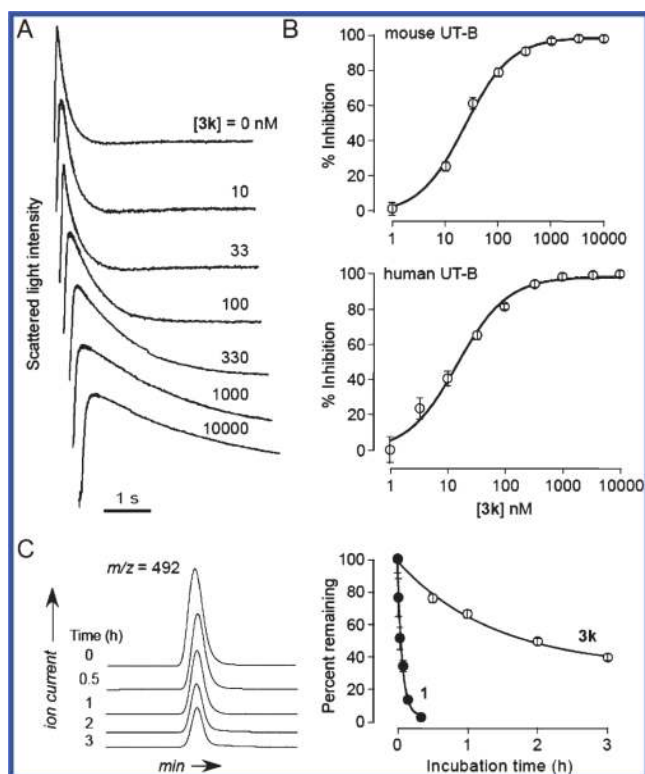 A
Scattered light intensity
[3k] = 0 nM
10
33
100
330
1000
10000
1 s
B
mouse UT-B
% Inhibition
100
80
60
40
20
0
1 10 100 1000 10000
human UT-B
% Inhibition
100
80
60
40
20
0
1 10 100 1000 10000
[3k] nM
C
m/z = 492
ion current
Time (h)
0
0.5
1
2
3
min
Percent remaining
100
80
60
40
20
0
3k
1
0 1 2 3
Incubation time (h)